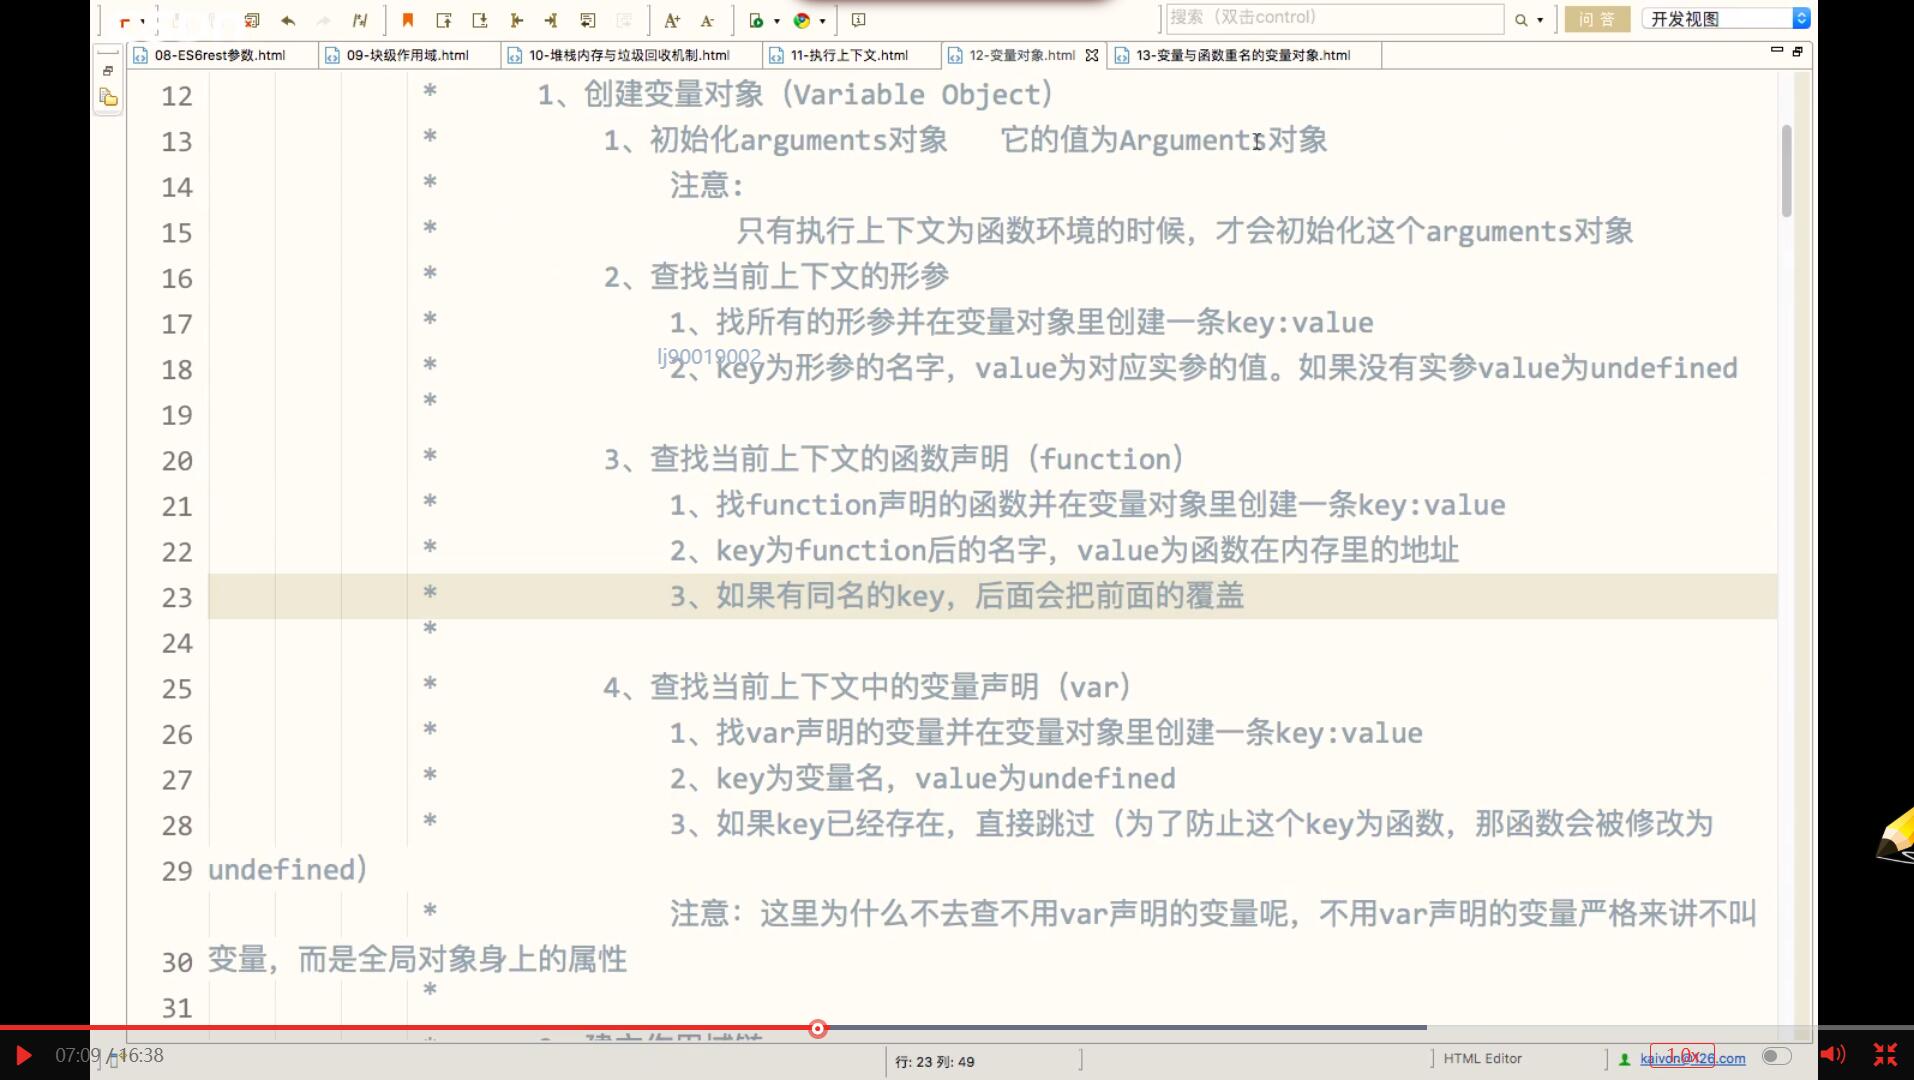 搜索（双击control）
问 答
开发视图
08-ES6rest参数.html
09-块级作用域.html
10-堆栈内存与垃圾回收机制.html
11-执行上下文.html
12-变量对象.html
13-变量与函数重名的变量对象.html
12 * 1、创建变量对象（Variable Object）
13 * 1、初始化arguments对象 它的值为Arguments对象
14 * 注意：
15 * 只有执行上下文为函数环境的时候，才会初始化这个arguments对象
16 * 2、查找当前上下文的形参
17 * 1、找所有的形参并在变量对象里创建一条key:value
lj90019002
18 * 2、key为形参的名字，value为对应实参的值。如果没有实参value为undefined
19 *
20 * 3、查找当前上下文的函数声明（function）
21 * 1、找function声明的函数并在变量对象里创建一条key:value
22 * 2、key为function后的名字，value为函数在内存里的地址
23 * 3、如果有同名的key，后面会把前面的覆盖
24 *
25 * 4、查找当前上下文中的变量声明（var）
26 * 1、找var声明的变量并在变量对象里创建一条key:value
27 * 2、key为变量名，value为undefined
28 * 3、如果key已经存在，直接跳过（为了防止这个key为函数，那函数会被修改为
29 undefined）
* 注意：这里为什么不去查不用var声明的变量呢，不用var声明的变量严格来讲不叫
30 变量，而是全局对象身上的属性
31 *
07:09 / 16:38
行: 23 列: 49
HTML Editor
kaivon@126.com
1.0x